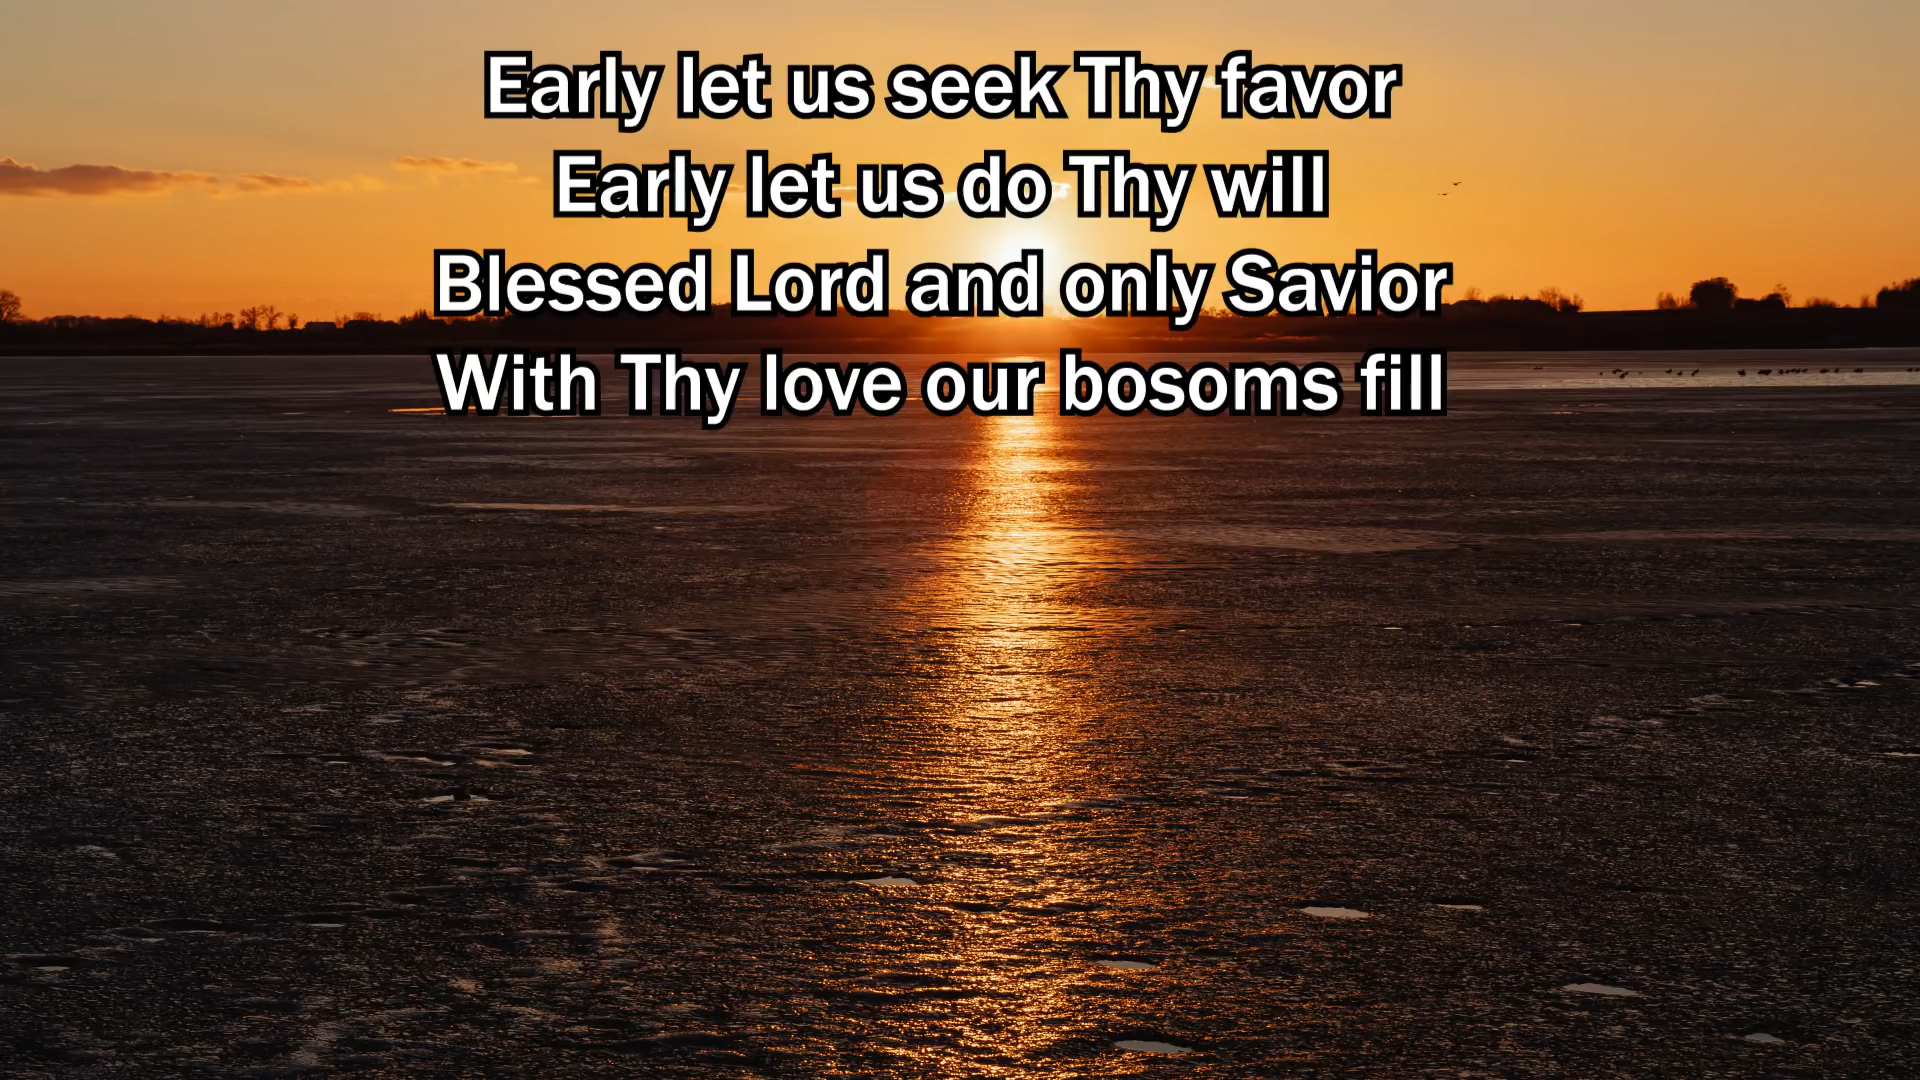 Early let us seek Thy favor
Early let us do Thy will
Blessed Lord and only Savior
With Thy love our bosoms fill